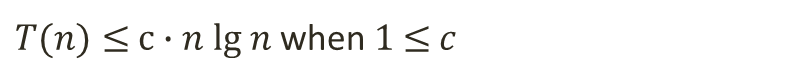 T(n) ≤ c · n lg n when 1 ≤ c